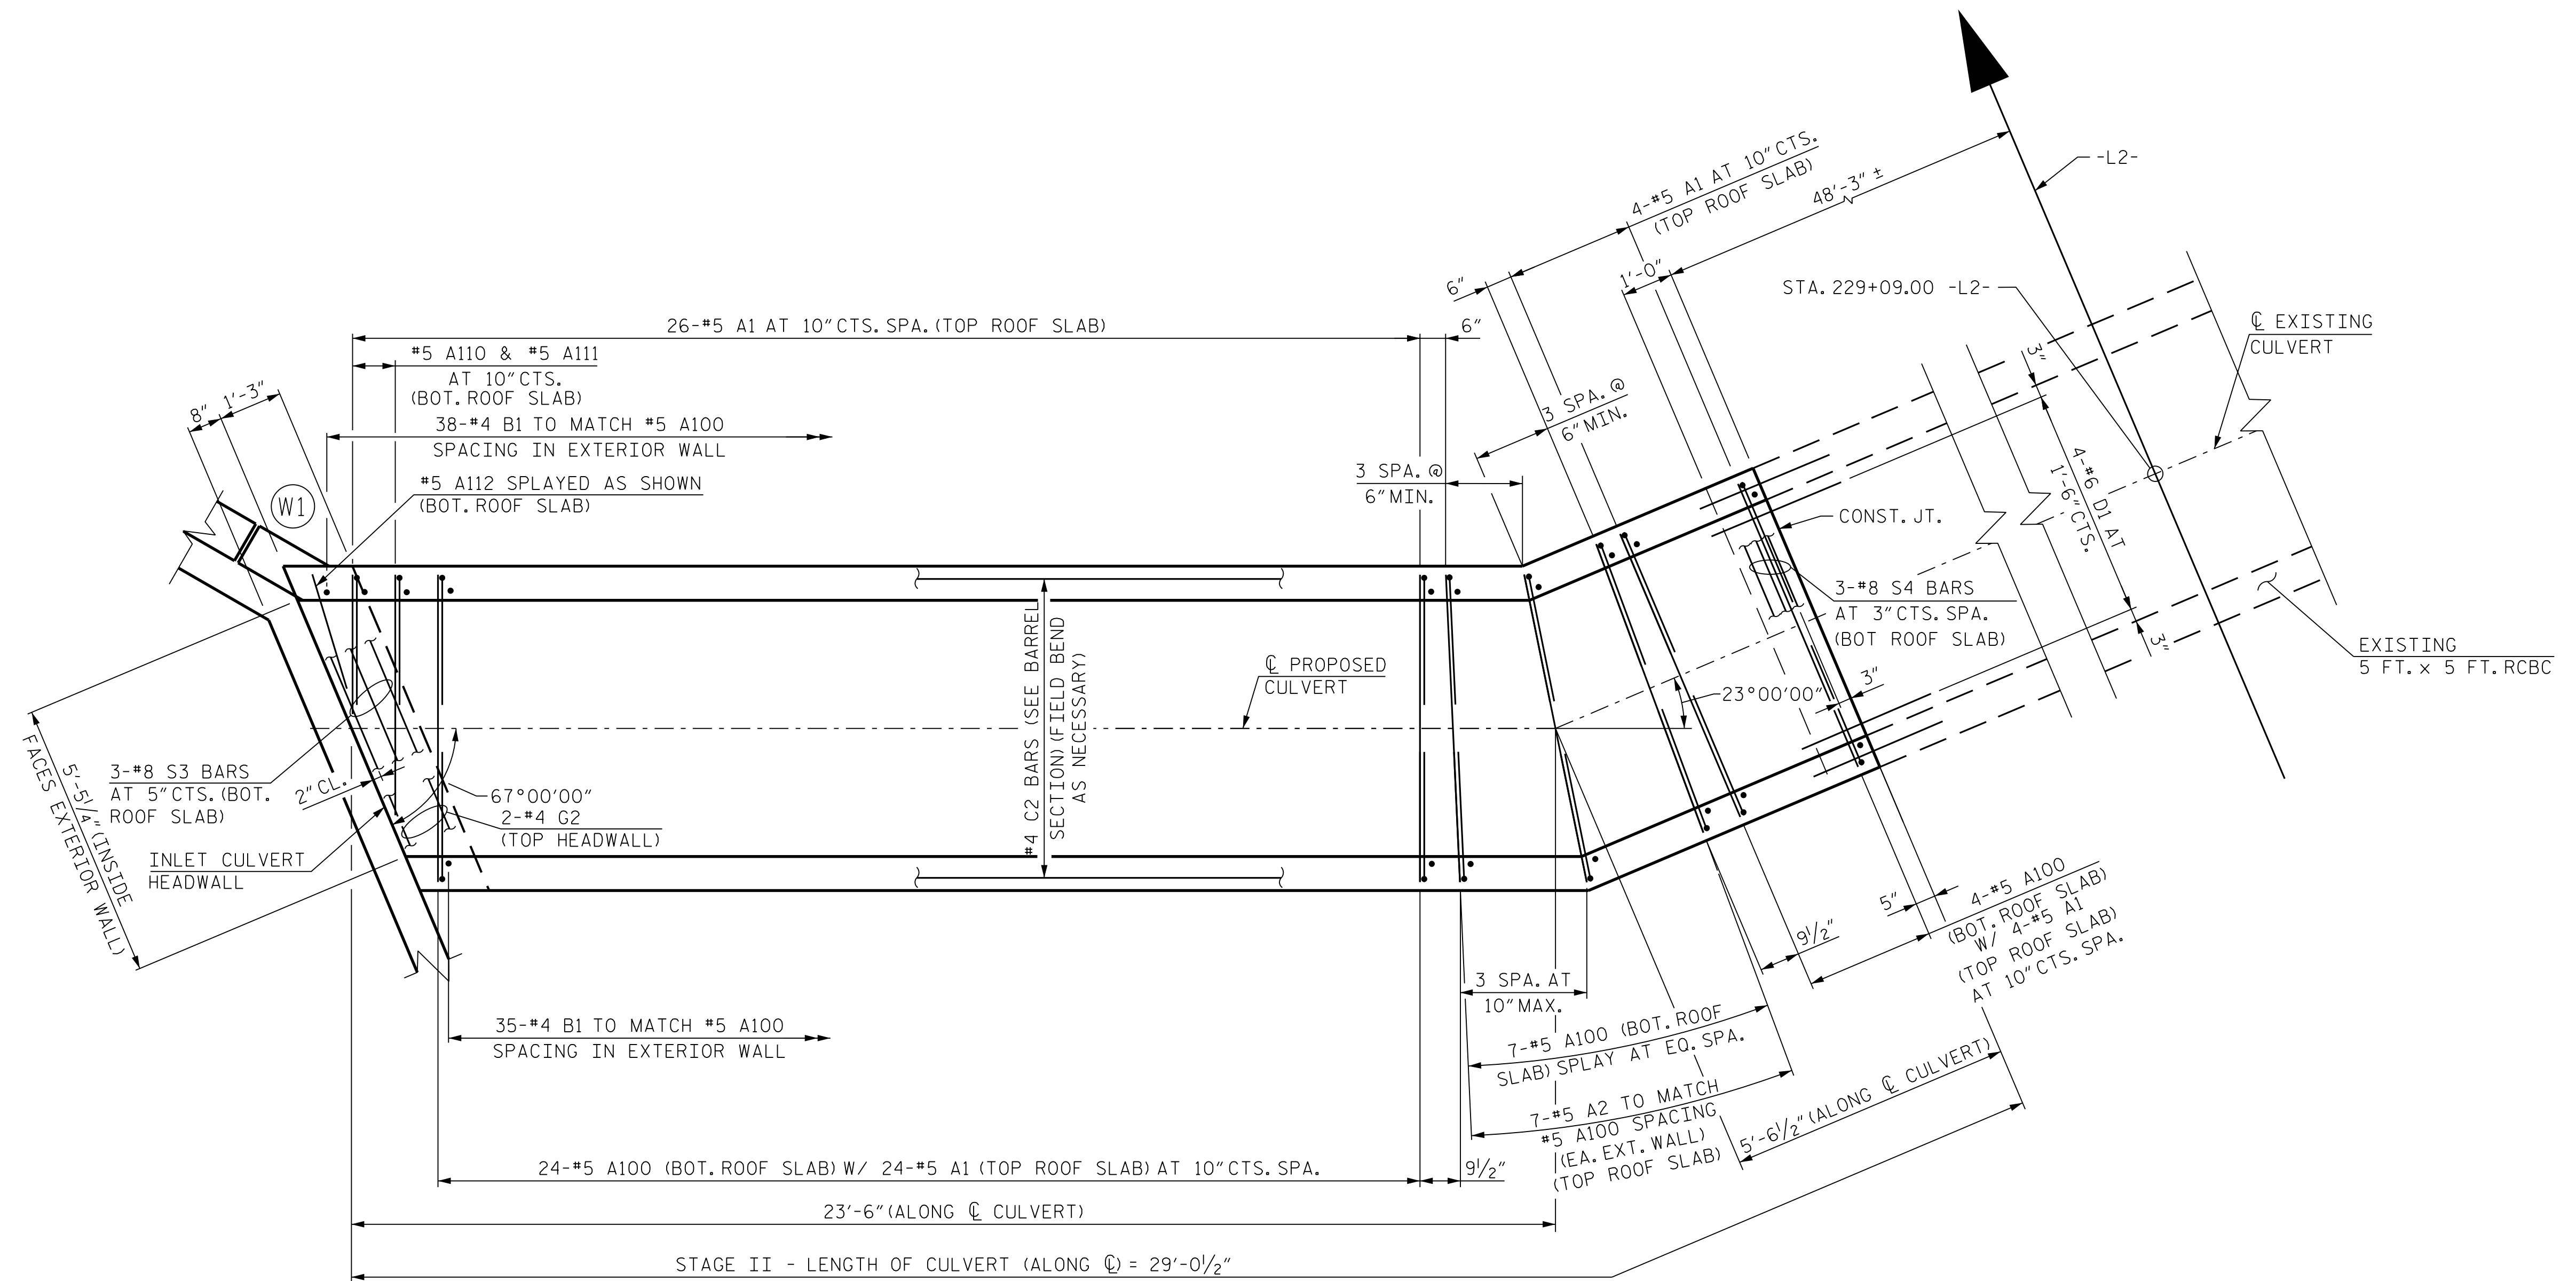 -L2-
4-#5 A1 AT 10" CTS.
(TOP ROOF SLAB)
48'-3" ±
1'-0"
6"
STA. 229+09.00 -L2-
℄ EXISTING
CULVERT
26-#5 A1 AT 10" CTS. SPA. (TOP ROOF SLAB)
6"
#5 A110 & #5 A111
AT 10" CTS.
(BOT. ROOF SLAB)
8"
1'-3"
38-#4 B1 TO MATCH #5 A100
SPACING IN EXTERIOR WALL
#5 A112 SPLAYED AS SHOWN
(BOT. ROOF SLAB)
W1
3 SPA. @
6" MIN.
3 SPA. @
6" MIN.
3"
4-#6 D1 AT
1'-6" CTS.
3"
CONST. JT.
3-#8 S4 BARS
AT 3" CTS. SPA.
(BOT ROOF SLAB)
EXISTING
5 FT. x 5 FT. RCBC
3"
23°00'00"
℄ PROPOSED
CULVERT
#4 C2 BARS (SEE BARREL
SECTION) (FIELD BEND
AS NECESSARY)
5'-5¼" (INSIDE
FACES EXTERIOR WALL)
3-#8 S3 BARS
AT 5" CTS. (BOT.
ROOF SLAB)
2" CL.
67°00'00"
2-#4 G2
(TOP HEADWALL)
INLET CULVERT
HEADWALL
5"
4-#5 A100
(BOT. ROOF SLAB)
W/ 4-#5 A1
(TOP ROOF SLAB)
AT 10" CTS. SPA.
9½"
3 SPA. AT
10" MAX.
35-#4 B1 TO MATCH #5 A100
SPACING IN EXTERIOR WALL
7-#5 A100 (BOT. ROOF
SLAB) SPLAY AT EQ. SPA.
7-#5 A2 TO MATCH
#5 A100 SPACING
(EA. EXT. WALL)
(TOP ROOF SLAB)
5'-6½" (ALONG ℄ CULVERT)
24-#5 A100 (BOT. ROOF SLAB) W/ 24-#5 A1 (TOP ROOF SLAB) AT 10" CTS. SPA.
9½"
23'-6" (ALONG ℄ CULVERT)
STAGE II - LENGTH OF CULVERT (ALONG ℄) = 29'-0½"